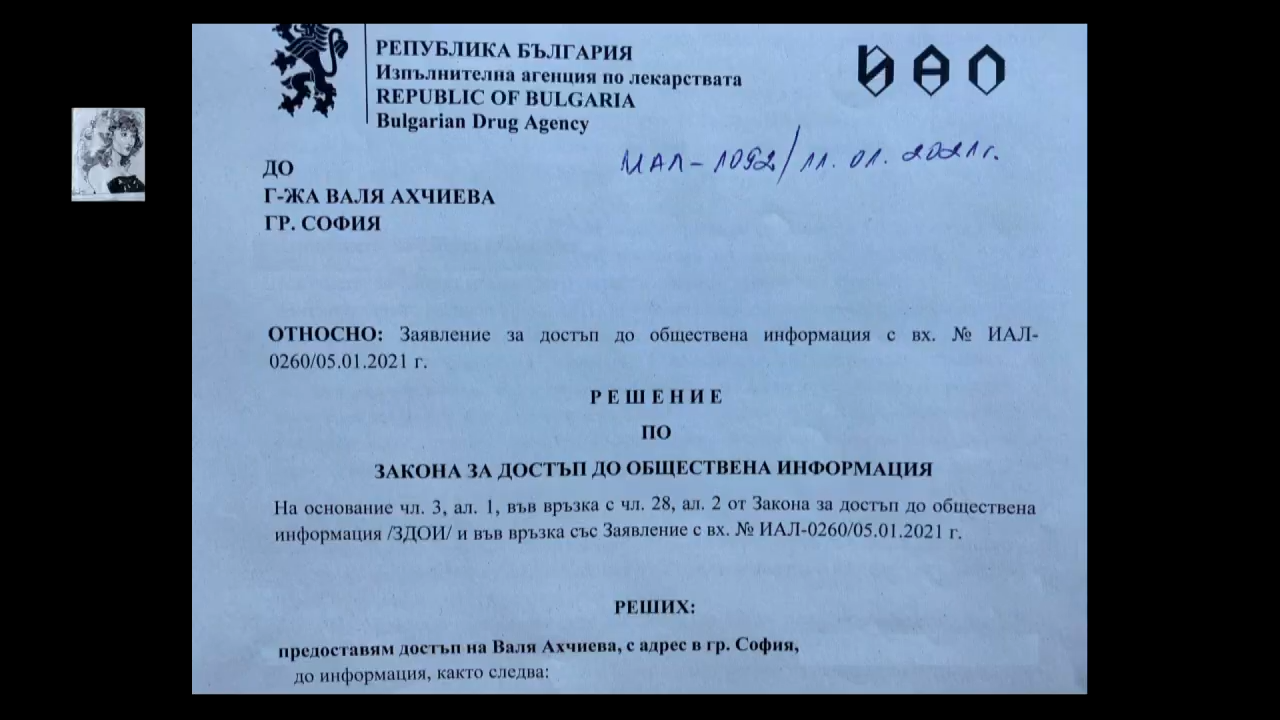 РЕПУБЛИКА БЪЛГАРИЯ
Изпълнителна агенция по лекарствата
REPUBLIC OF BULGARIA
Bulgarian Drug Agency
ИАЛ
ИАЛ-1092/11.01.2021г.
ДО
Г-ЖА ВАЛЯ АХЧИЕВА
ГР. СОФИЯ
ОТНОСНО: Заявление за достъп до обществена информация с вх. № ИАЛ-
0260/05.01.2021 г.
Р Е Ш Е Н И Е
ПО
ЗАКОНА ЗА ДОСТЪП ДО ОБЩЕСТВЕНА ИНФОРМАЦИЯ
На основание чл. 3, ал. 1, във връзка с чл. 28, ал. 2 от Закона за достъп до обществена
информация /ЗДОИ/ и във връзка със Заявление с вх. № ИАЛ-0260/05.01.2021 г.
РЕШИХ:
предоставям достъп на Валя Ахчиева, с адрес в гр. София,
до информация, както следва: